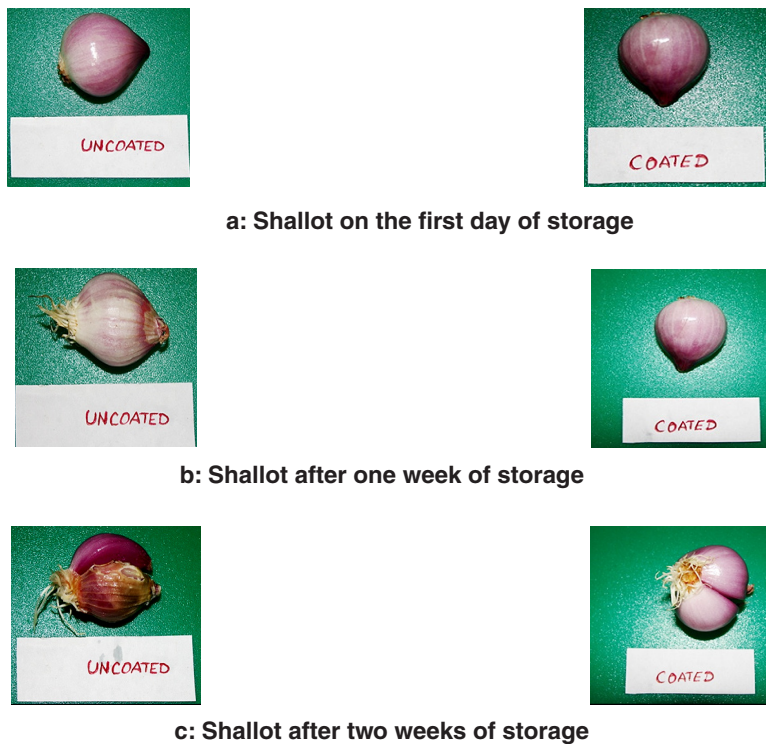 UNCOATED
COATED
a: Shallot on the first day of storage
UNCOATED
COATED
b: Shallot after one week of storage
UNCOATED
COATED
c: Shallot after two weeks of storage